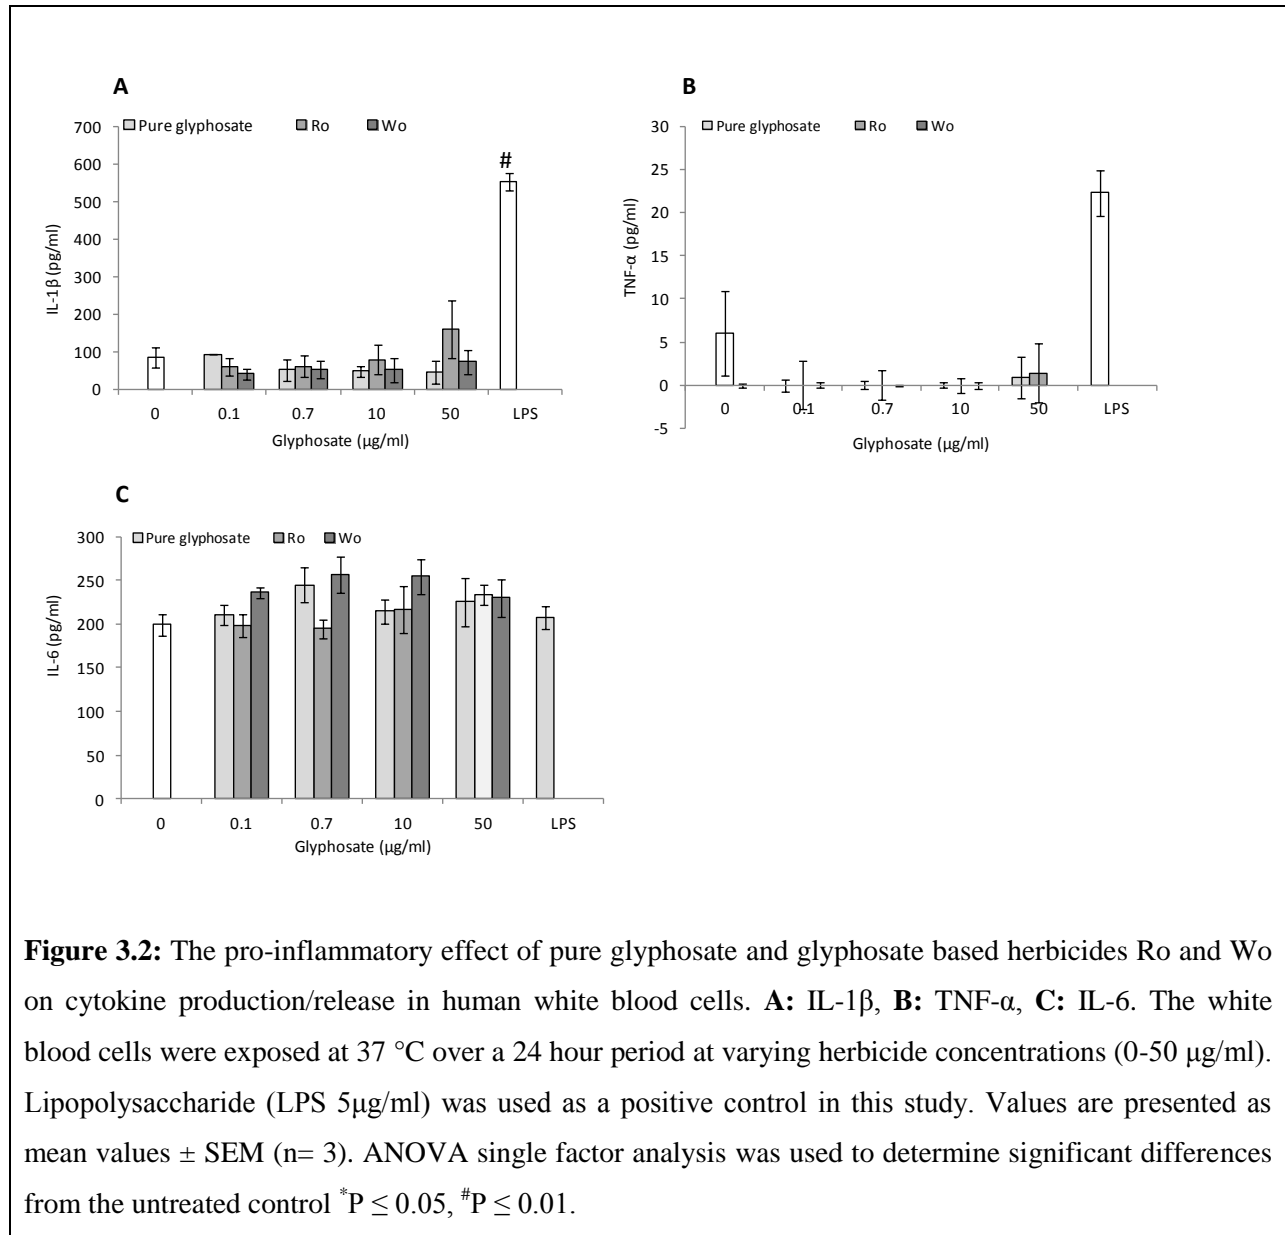 A
Pure glyphosate Ro Wo
700
600
500
400
300
200
100
0
IL-1β (pg/ml)
#
0 0.1 0.7 10 50 LPS
Glyphosate (µg/ml)
B
Pure glyphosate Ro Wo
30
25
20
15
10
5
0
-5
TNF-α (pg/ml)
0 0.1 0.7 10 50 LPS
Glyphosate (µg/ml)
C
Pure glyphosate Ro Wo
300
250
200
150
100
50
0
IL-6 (pg/ml)
0 0.1 0.7 10 50 LPS
Glyphosate (µg/ml)
Figure 3.2: The pro-inflammatory effect of pure glyphosate and glyphosate based herbicides Ro and Wo
on cytokine production/release in human white blood cells. A: IL-1β, B: TNF-α, C: IL-6. The white
blood cells were exposed at 37 °C over a 24 hour period at varying herbicide concentrations (0-50 µg/ml).
Lipopolysaccharide (LPS 5µg/ml) was used as a positive control in this study. Values are presented as
mean values ± SEM (n= 3). ANOVA single factor analysis was used to determine significant differences
from the untreated control *P ≤ 0.05, #P ≤ 0.01.